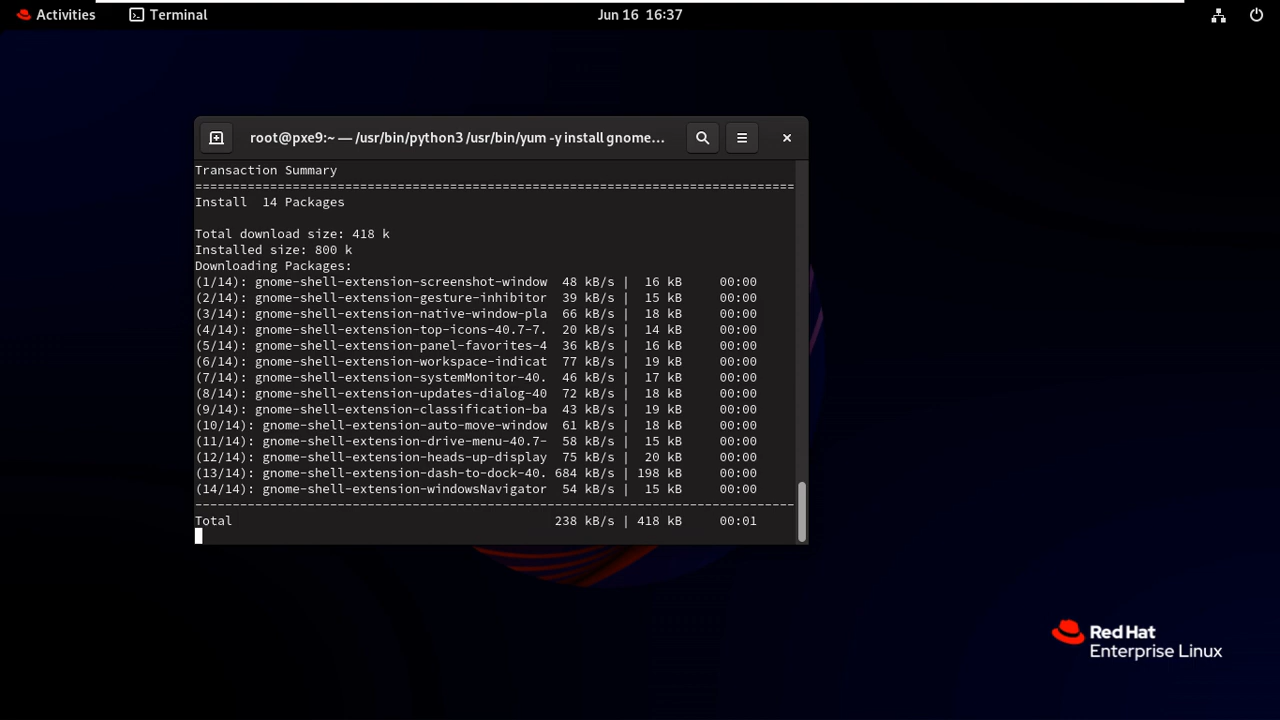 Activities Terminal Jun 16 16:37
root@pxe9:~ — /usr/bin/python3 /usr/bin/yum -y install gnome…
Transaction Summary
================================================================================
Install  14 Packages
Total download size: 418 k
Installed size: 800 k
Downloading Packages:
(1/14): gnome-shell-extension-screenshot-window  48 kB/s |  16 kB     00:00
(2/14): gnome-shell-extension-gesture-inhibitor  39 kB/s |  15 kB     00:00
(3/14): gnome-shell-extension-native-window-pla  66 kB/s |  18 kB     00:00
(4/14): gnome-shell-extension-top-icons-40.7-7.  20 kB/s |  14 kB     00:00
(5/14): gnome-shell-extension-panel-favorites-4  36 kB/s |  16 kB     00:00
(6/14): gnome-shell-extension-workspace-indicat  77 kB/s |  19 kB     00:00
(7/14): gnome-shell-extension-systemMonitor-40.  46 kB/s |  17 kB     00:00
(8/14): gnome-shell-extension-updates-dialog-40  72 kB/s |  18 kB     00:00
(9/14): gnome-shell-extension-classification-ba  43 kB/s |  19 kB     00:00
(10/14): gnome-shell-extension-auto-move-window  61 kB/s |  18 kB     00:00
(11/14): gnome-shell-extension-drive-menu-40.7-  58 kB/s |  15 kB     00:00
(12/14): gnome-shell-extension-heads-up-display  75 kB/s |  20 kB     00:00
(13/14): gnome-shell-extension-dash-to-dock-40. 684 kB/s | 198 kB     00:00
(14/14): gnome-shell-extension-windowsNavigator  54 kB/s |  15 kB     00:00
--------------------------------------------------------------------------------
Total                                           238 kB/s | 418 kB     00:01
Red Hat
Enterprise Linux